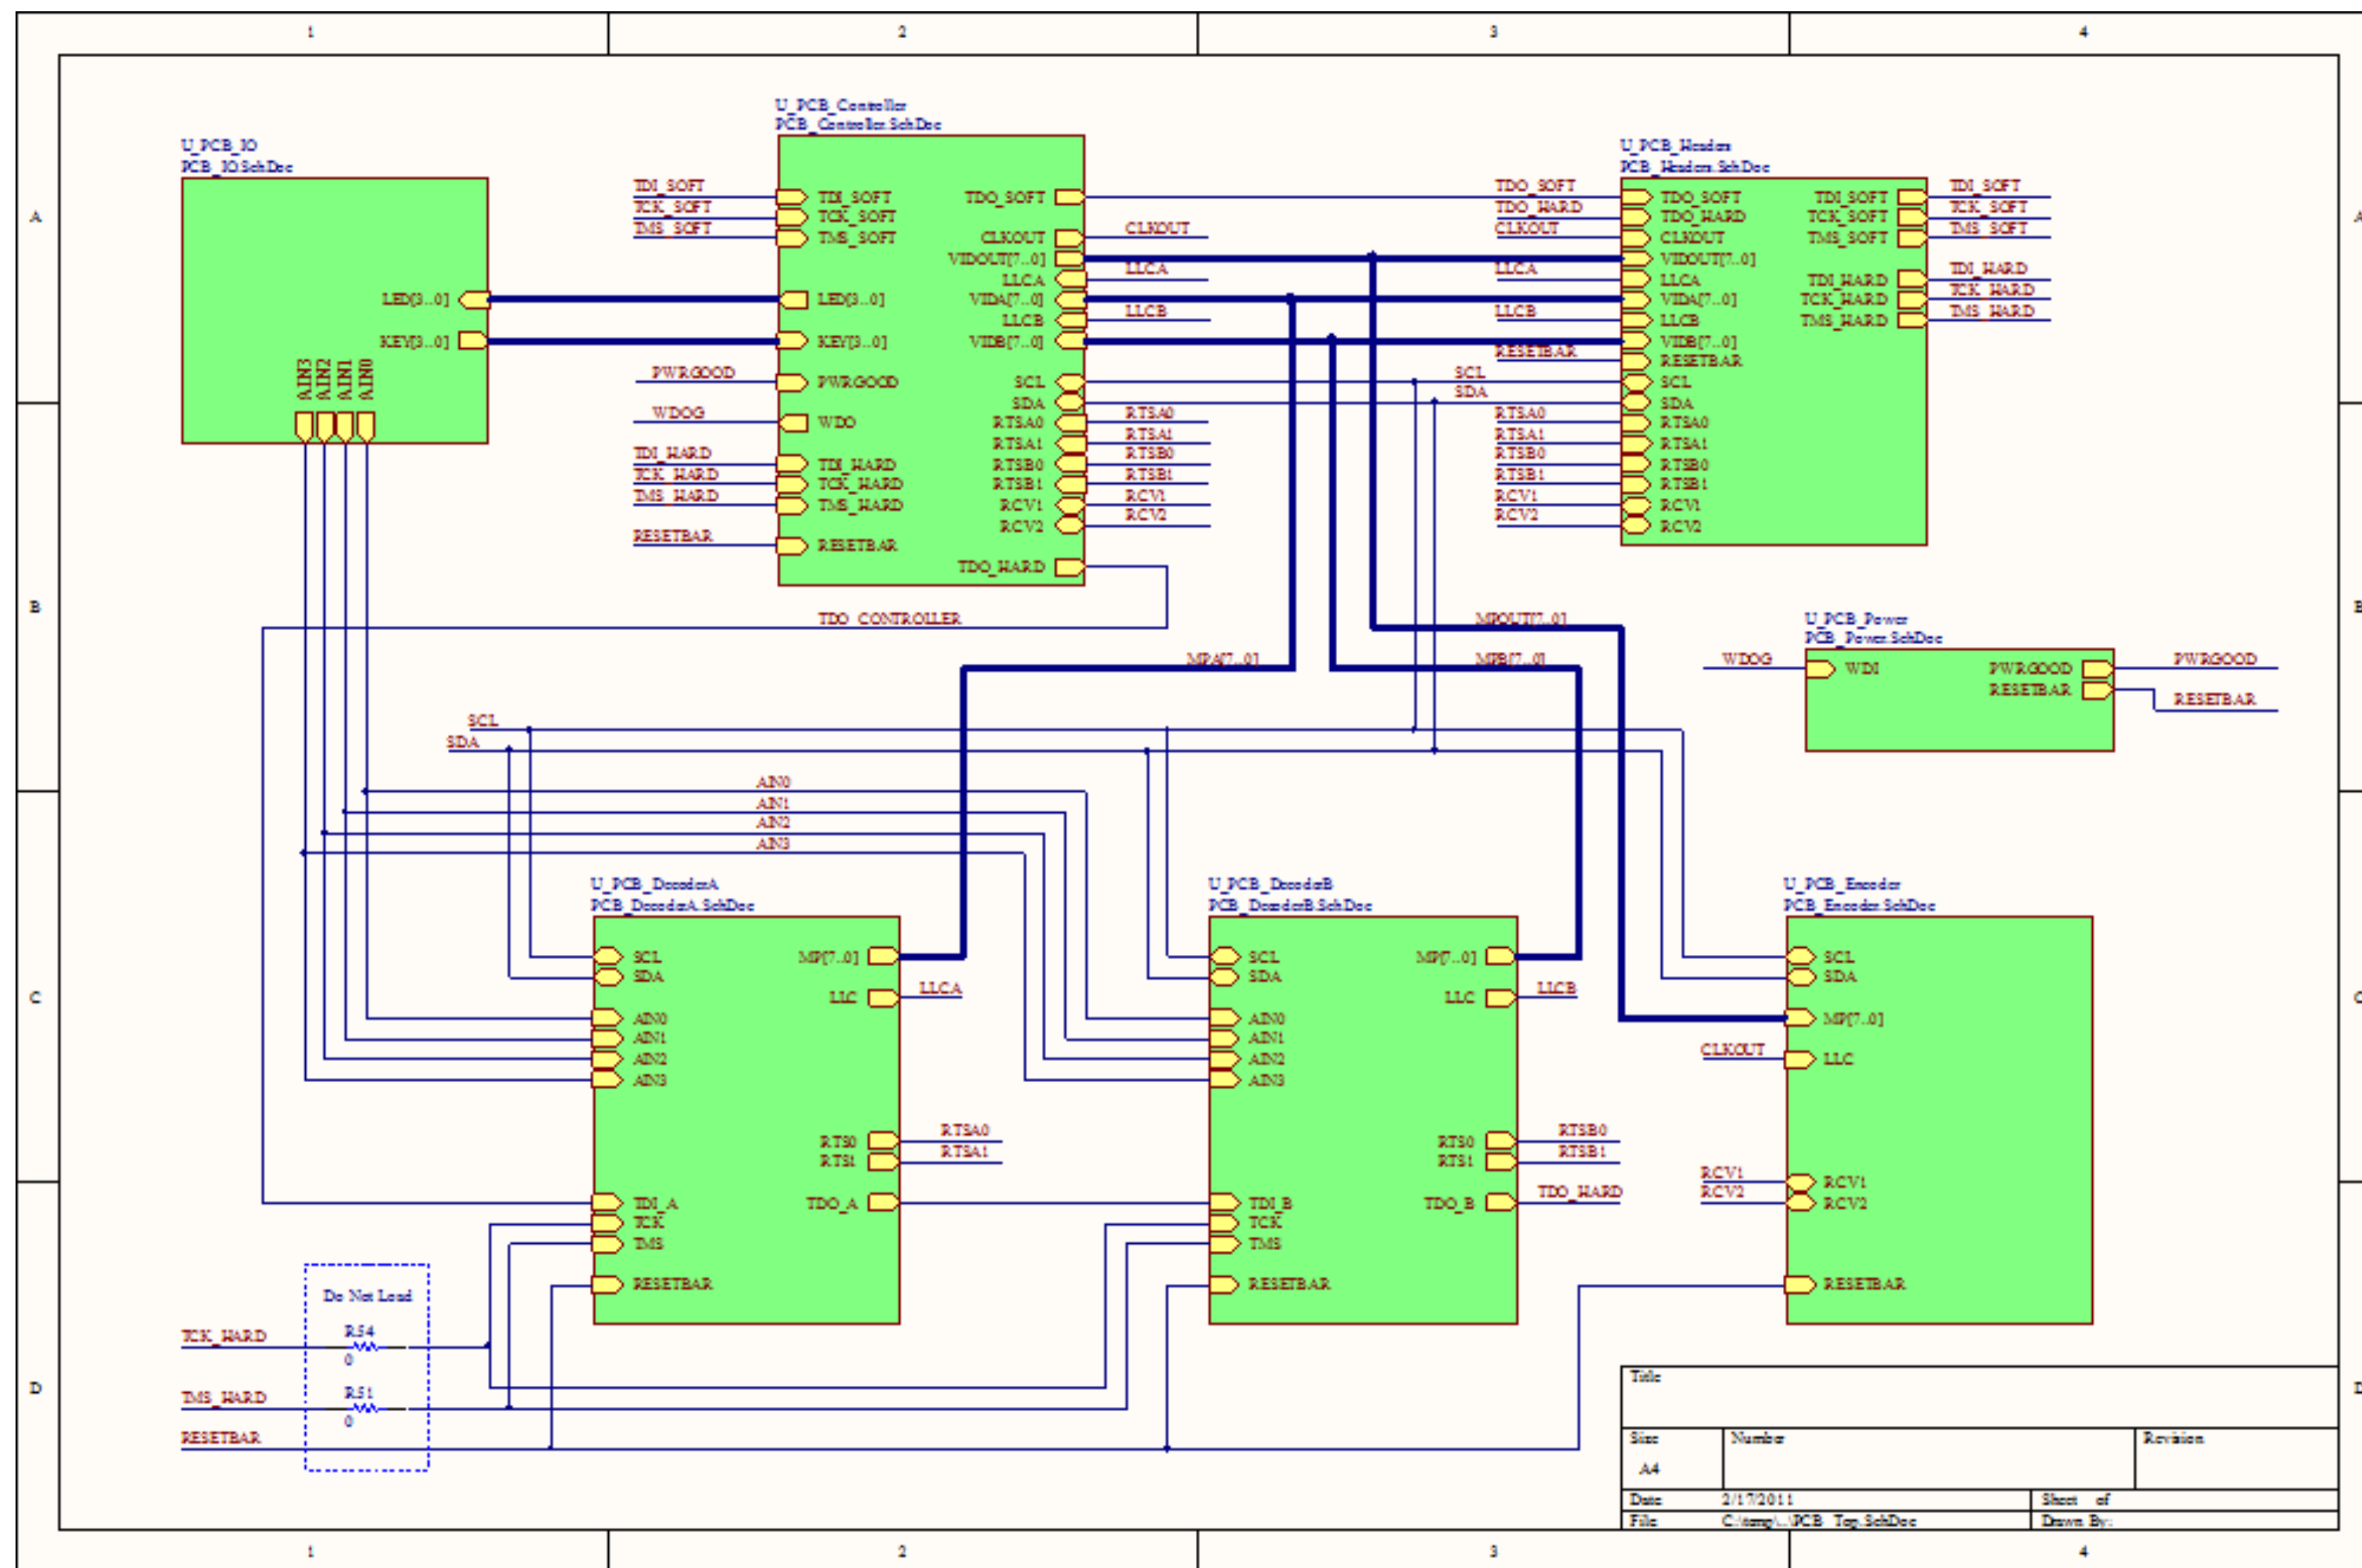 1 2 3 4
A
B
C
D
A
B
C
D
U_PCB_IO
PCB_IO.SchDoc
LED[3..0]
KEY[3..0]
AIN3
AIN2
AIN1
AIN0
U_PCB_Controller
PCB_Controller.SchDoc
TDI_SOFT
TCK_SOFT
TMS_SOFT
PWRGOOD
WDOG
TDI_HARD
TCK_HARD
TMS_HARD
RESETBAR
TDI_SOFT
TCK_SOFT
TMS_SOFT
LED[3..0]
KEY[3..0]
PWRGOOD
WDO
TDI_HARD
TCK_HARD
TMS_HARD
RESETBAR
TDO_SOFT
CLKOUT
VIDOUT[7..0]
LLCA
VIDA[7..0]
LLCB
VIDB[7..0]
SCL
SDA
RTSA0
RTSA1
RTSB0
RTSB1
RCV1
RCV2
TDO_HARD
CLKOUT
LLCA
LLCB
RTSA0
RTSA1
RTSB0
RTSB1
RCV1
RCV2
U_PCB_Headers
PCB_Headers.SchDoc
TDO_SOFT
TDO_HARD
CLKOUT
LLCA
LLCB
RESETBAR
SCL
SDA
RTSA0
RTSA1
RTSB0
RTSB1
RCV1
RCV2
TDO_SOFT
TDO_HARD
CLKOUT
VIDOUT[7..0]
LLCA
VIDA[7..0]
LLCB
VIDB[7..0]
RESETBAR
SCL
SDA
RTSA0
RTSA1
RTSB0
RTSB1
RCV1
RCV2
TDI_SOFT
TCK_SOFT
TMS_SOFT
TDI_HARD
TCK_HARD
TMS_HARD
TDI_SOFT
TCK_SOFT
TMS_SOFT
TDI_HARD
TCK_HARD
TMS_HARD
TDO_CONTROLLER
MPA[7..0]
MPOUT[7..0]
MPB[7..0]
U_PCB_Power
PCB_Power.SchDoc
WDOG
WDI
PWRGOOD
RESETBAR
PWRGOOD
RESETBAR
SCL
SDA
AIN0
AIN1
AIN2
AIN3
U_PCB_DecoderA
PCB_DecoderA.SchDoc
SCL
SDA
AIN0
AIN1
AIN2
AIN3
TDI_A
TCK
TMS
RESETBAR
MP[7..0]
LLC
RTS0
RTS1
TDO_A
LLCA
RTSA0
RTSA1
U_PCB_DecoderB
PCB_DecoderB.SchDoc
SCL
SDA
AIN0
AIN1
AIN2
AIN3
TDI_B
TCK
TMS
RESETBAR
MP[7..0]
LLC
RTS0
RTS1
TDO_B
LLCB
RTSB0
RTSB1
TDO_HARD
U_PCB_Encoder
PCB_Encoder.SchDoc
CLKOUT
RCV1
RCV2
SCL
SDA
MP[7..0]
LLC
RCV1
RCV2
RESETBAR
Do Not Load
TCK_HARD
R54
0
TMS_HARD
R51
0
RESETBAR
Title
Size
A4
Number
Revision
Date: 2/17/2011
Sheet of
File: C:\temp\..\PCB_Top.SchDoc
Drawn By:
1 2 3 4